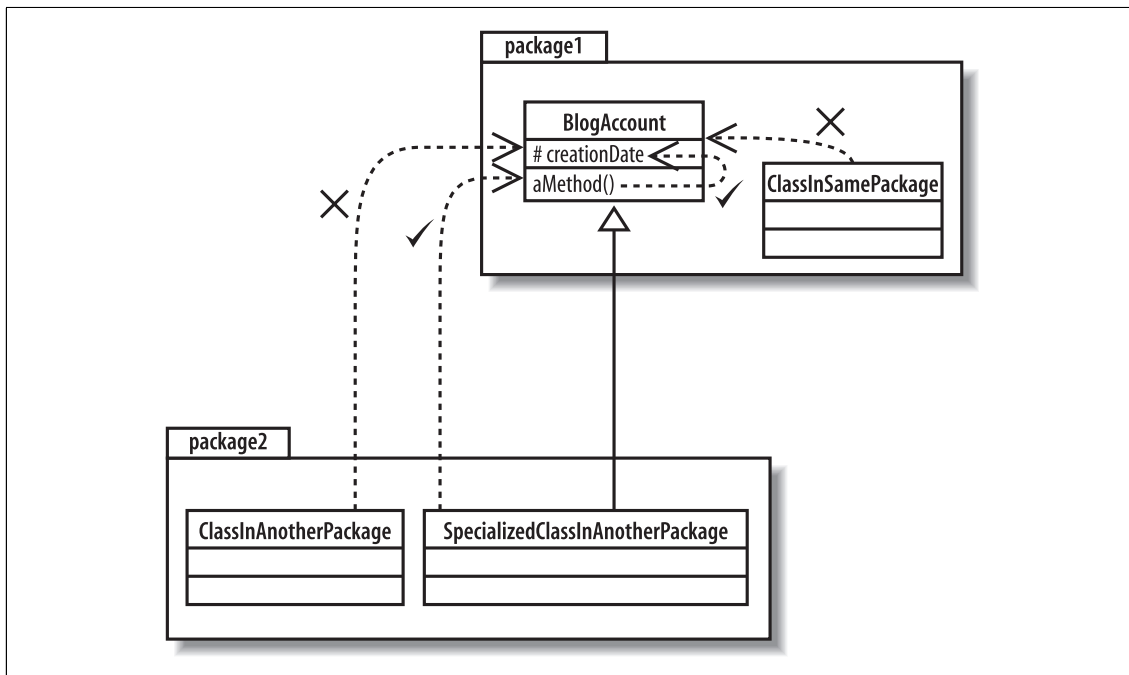 package1
BlogAccount
# creationDate
aMethod()
ClassInSamePackage
package2
ClassInAnotherPackage
SpecializedClassInAnotherPackage